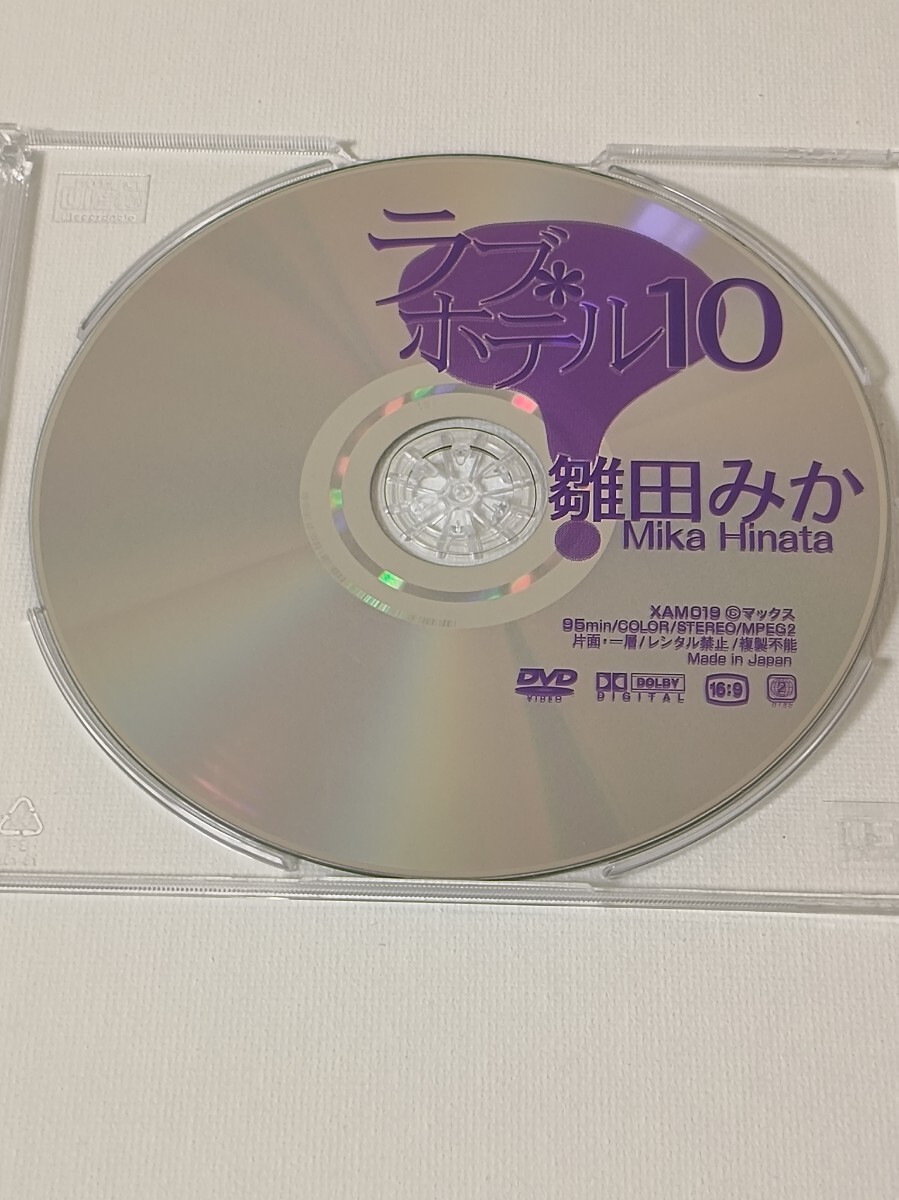 ラブ*
ホテル10
雛田みか
Mika Hinata
XAM019 ©マックス
95min/COLOR/STEREO/MPEG2
片面・一層/レンタル禁止/複製不能
Made in Japan
DVD
VIDEO
DOLBY
DIGITAL
16:9
2